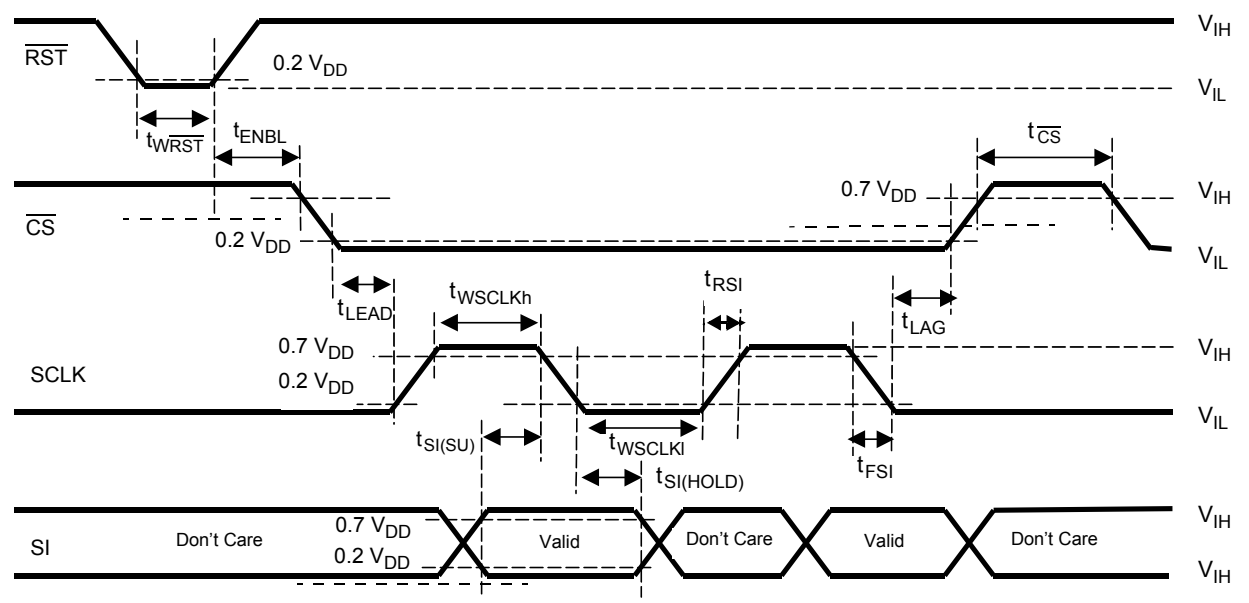 RST
0.2 VDD
VIH
VIL
tWRST
tENBL
tCS
CS
0.2 VDD
0.7 VDD
VIH
VIL
tLEAD
tWSCLKh
tRSI
tLAG
SCLK
0.7 VDD
0.2 VDD
VIH
VIL
tSI(SU)
tWSCLKl
tSI(HOLD)
tFSI
SI
Don't Care
0.7 VDD
0.2 VDD
Valid
Don't Care
Valid
Don't Care
VIH
VIH